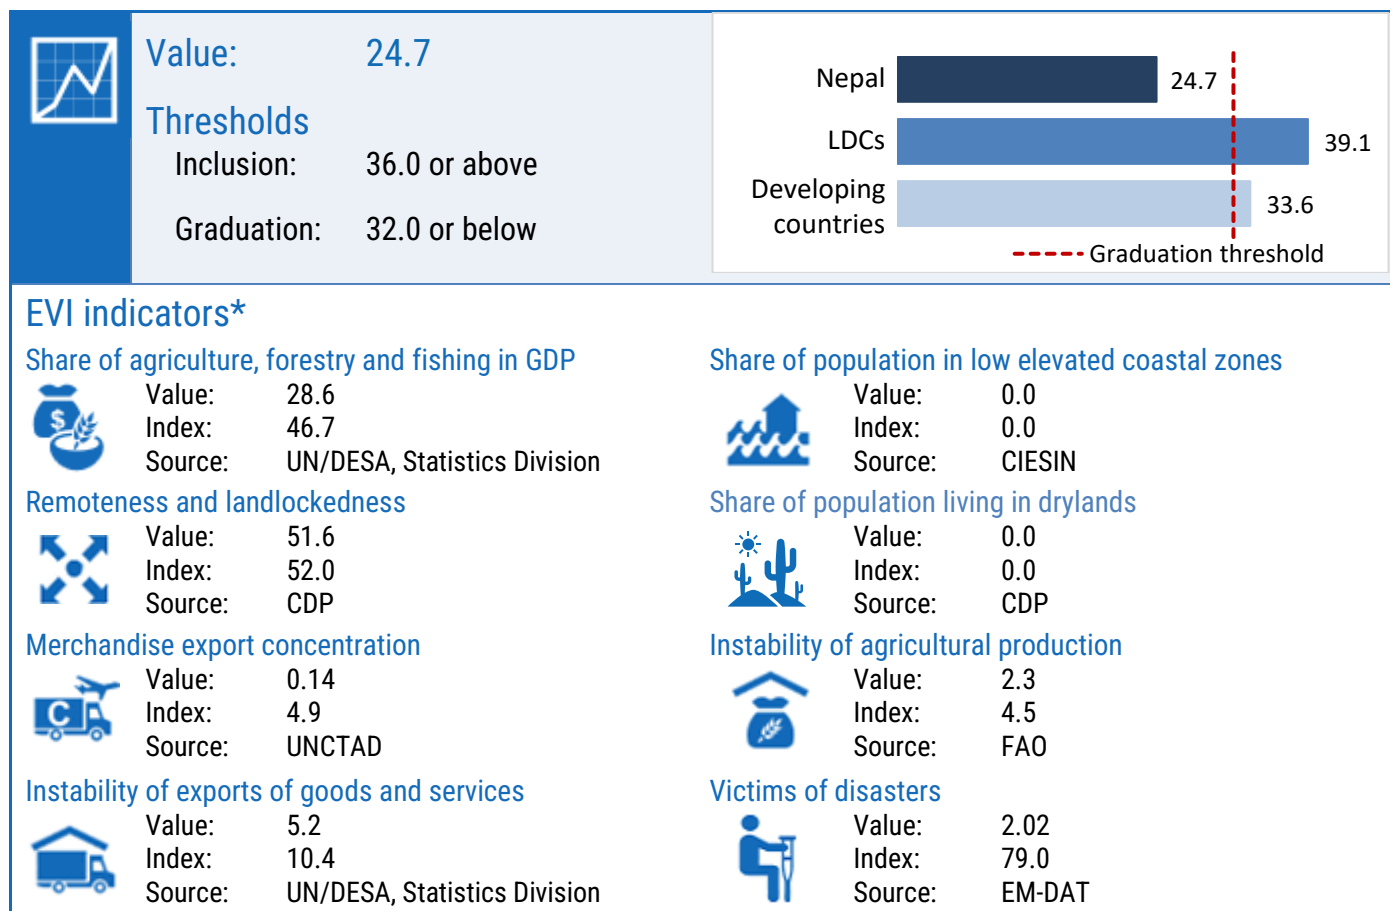 Value: 24.7
Thresholds
Inclusion: 36.0 or above
Graduation: 32.0 or below
Nepal 24.7
LDCs 39.1
Developing
countries 33.6
Graduation threshold
EVI indicators*
Share of agriculture, forestry and fishing in GDP
$
Value: 28.6
Index: 46.7
Source: UN/DESA, Statistics Division
Share of population in low elevated coastal zones
Value: 0.0
Index: 0.0
Source: CIESIN
Remoteness and landlockedness
Value: 51.6
Index: 52.0
Source: CDP
Share of population living in drylands
Value: 0.0
Index: 0.0
Source: CDP
Merchandise export concentration
C
Value: 0.14
Index: 4.9
Source: UNCTAD
Instability of agricultural production
Value: 2.3
Index: 4.5
Source: FAO
Instability of exports of goods and services
Value: 5.2
Index: 10.4
Source: UN/DESA, Statistics Division
Victims of disasters
Value: 2.02
Index: 79.0
Source: EM-DAT